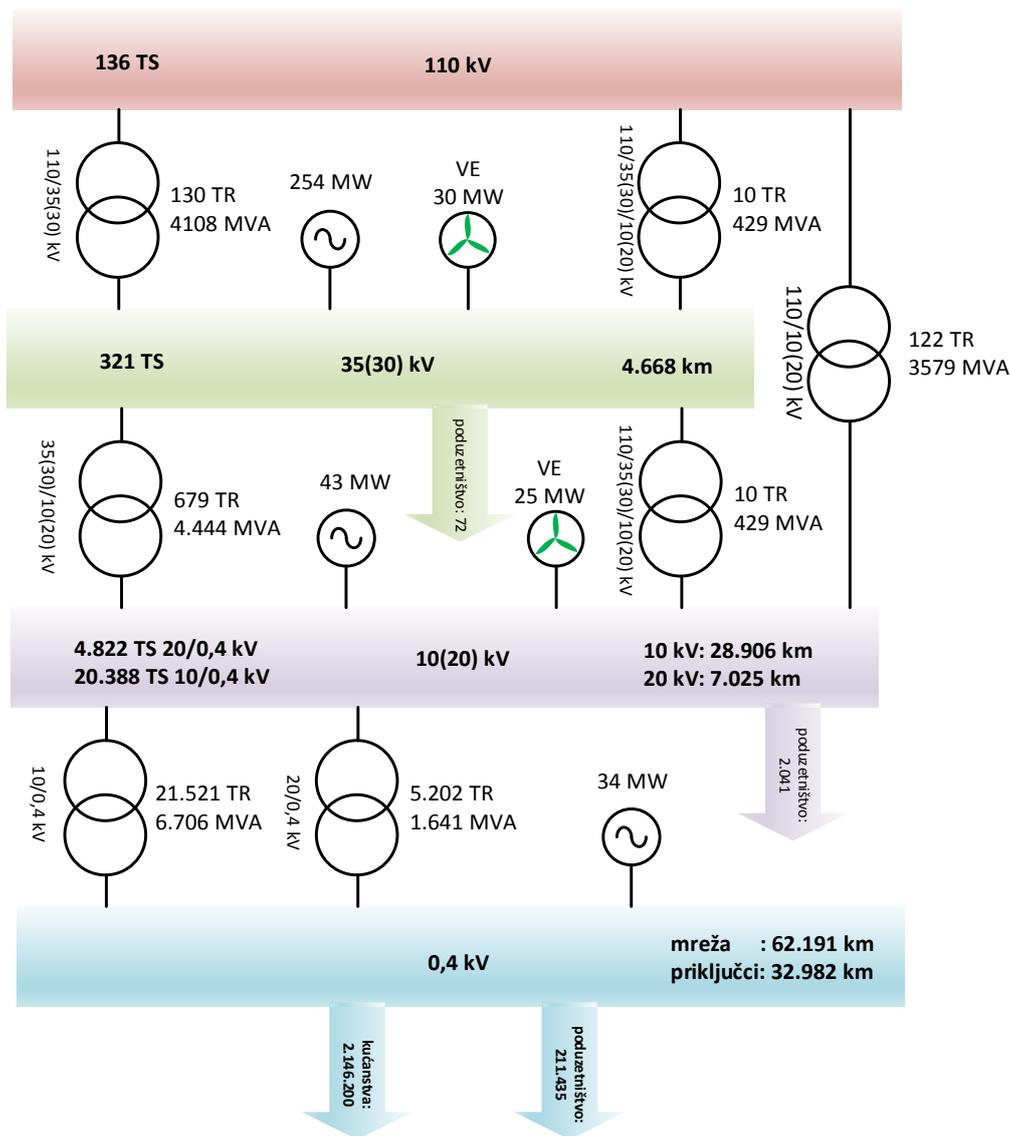 136 TS
110 kV
110/35(30) kV
130 TR
4108 MVA
254 MW
VE
30 MW
110/35(30)/10(20) kV
10 TR
429 MVA
110/10(20) kV
122 TR
3579 MVA
321 TS
35(30) kV
4.668 km
35(30)/10(20) kV
679 TR
4.444 MVA
43 MW
poduzetništvo: 72
VE
25 MW
110/35(30)/10(20) kV
10 TR
429 MVA
4.822 TS 20/0,4 kV
20.388 TS 10/0,4 kV
10(20) kV
10 kV: 28.906 km
20 kV: 7.025 km
10/0,4 kV
21.521 TR
6.706 MVA
20/0,4 kV
5.202 TR
1.641 MVA
34 MW
poduzetništvo:
2.041
0,4 kV
mreža : 62.191 km
priključci: 32.982 km
kućanstva:
2.146.200
poduzetništvo:
211.435